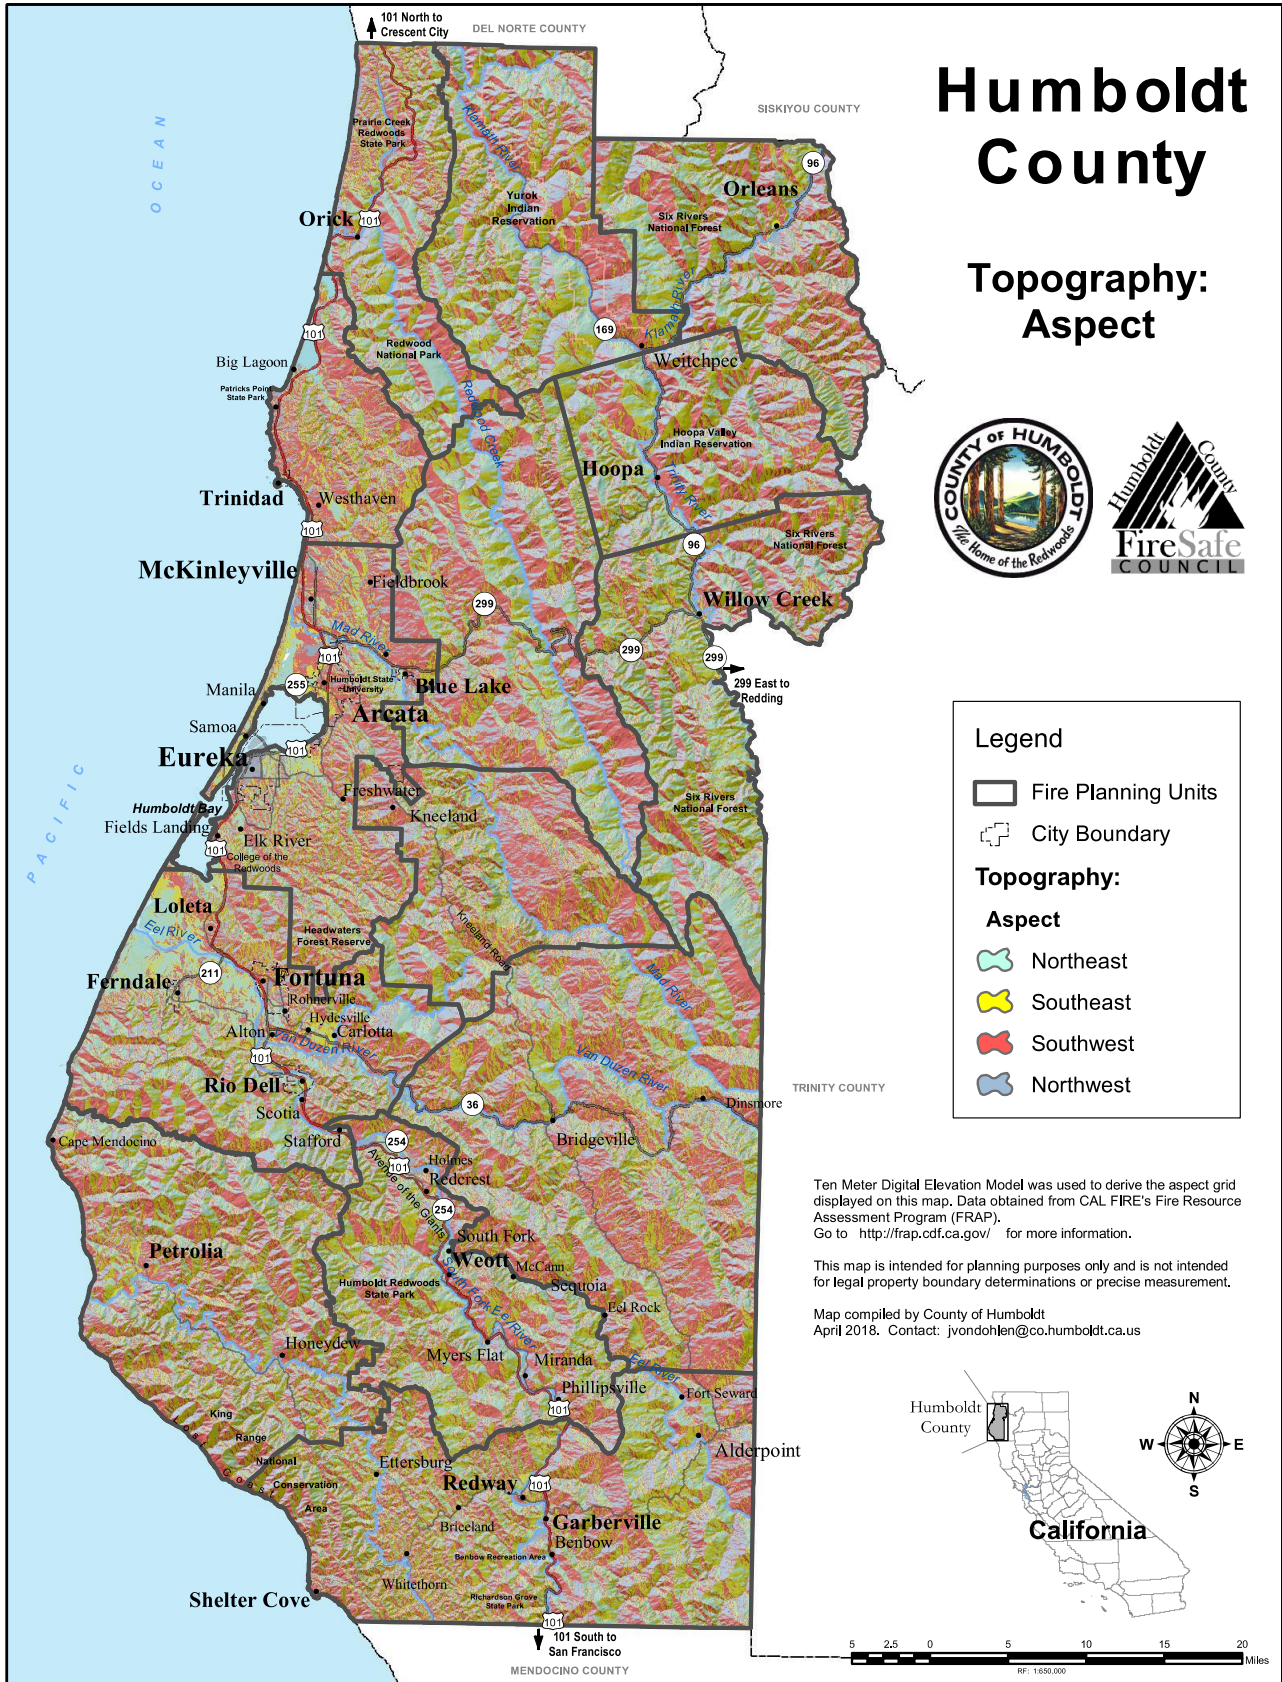 101 North to
Crescent City
DEL NORTE COUNTY
SISKIYOU COUNTY
Humboldt
County
Topography:
Aspect
OCEAN
PACIFIC
Prairie Creek
Redwoods
State Park
Klamath River
96
Orleans
Yurok
Indian
Reservation
Six Rivers
National Forest
Orick
101
101
169
Klamath River
Redwood
National Park
Weitchpec
Big Lagoon
Patricks Point
State Park
Redwood Creek
Hoopa Valley
Indian Reservation
Hoopa
Trinity River
Trinidad
Westhaven
101
Six Rivers
National Forest
96
McKinleyville
Fieldbrook
299
Willow Creek
Mad River
101
299
299
299 East to
Redding
Humboldt State
University
255
Blue Lake
Manila
Arcata
Samoa
101
Eureka
Freshwater
Kneeland
Six Rivers
National Forest
Humboldt Bay
Fields Landing
Elk River
101
College of the
Redwoods
Loleta
Eel River
Headwaters
Forest Reserve
Kneeland Road
211
Fortuna
Ferndale
Rohnerville
Hydesville
Mad River
Alton
Carlotta
Van Duzen River
101
Van Duzen River
Rio Dell
TRINITY COUNTY
Scotia
36
Dinsmore
Stafford
Bridgeville
254
Cape Mendocino
101
Holmes
Redcrest
Avenue of the Giants
254
South Fork
Petrolia
Weott
McCann
Humboldt Redwoods
State Park
Sequoia
South Fork Eel River
Eel Rock
Honeydew
Myers Flat
Miranda
Eel River
Phillipsville
Fort Seward
101
King
Range
National
Conservation
Area
Lost Coast
Alderpoint
Ettersburg
Redway
101
Briceland
Garberville
Benbow
Benbow Recreation Area
Whitethorn
Richardson Grove
State Park
Shelter Cove
101
101 South to
San Francisco
MENDOCINO COUNTY
COUNTY OF HUMBOLDT
The Home of the Redwoods
Humboldt County
FireSafe
COUNCIL
Legend
Fire Planning Units
City Boundary
Topography:
Aspect
Northeast
Southeast
Southwest
Northwest
Ten Meter Digital Elevation Model was used to derive the aspect grid
displayed on this map. Data obtained from CAL FIRE's Fire Resource
Assessment Program (FRAP).
Go to http://frap.cdf.ca.gov/ for more information.
This map is intended for planning purposes only and is not intended
for legal property boundary determinations or precise measurement.
Map compiled by County of Humboldt
April 2018. Contact: jvondohlen@co.humboldt.ca.us
Humboldt
County
California
N
W
E
S
5 2.5 0 5 10 15 20
Miles
RF: 1:650,000